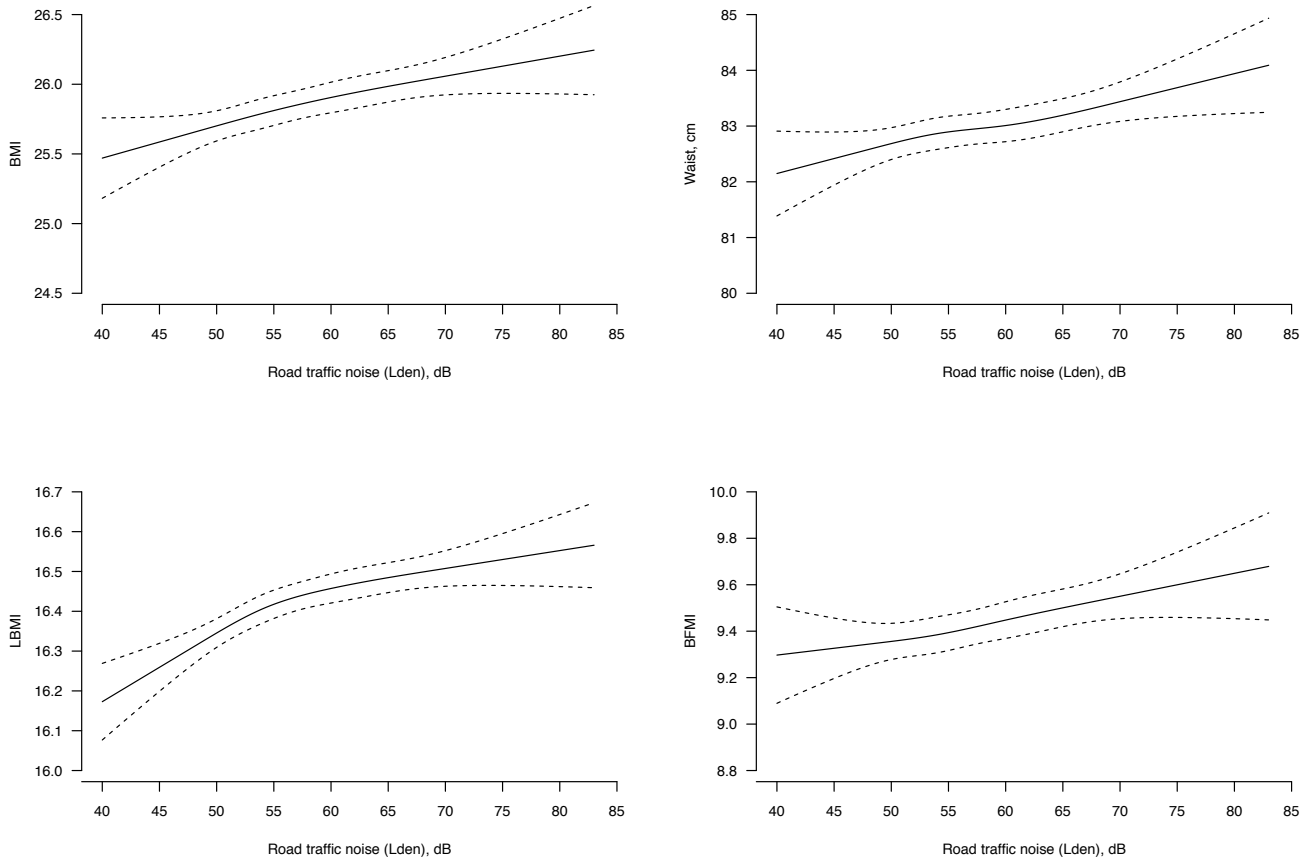 26.5
26.0
25.5
25.0
24.5
BMI
40 45 50 55 60 65 70 75 80 85
Road traffic noise (Lden), dB
85
84
83
82
81
80
Waist, cm
40 45 50 55 60 65 70 75 80 85
Road traffic noise (Lden), dB
16.7
16.6
16.5
16.4
16.3
16.2
16.1
16.0
LBMI
40 45 50 55 60 65 70 75 80 85
Road traffic noise (Lden), dB
10.0
9.8
9.6
9.4
9.2
9.0
8.8
BFMI
40 45 50 55 60 65 70 75 80 85
Road traffic noise (Lden), dB